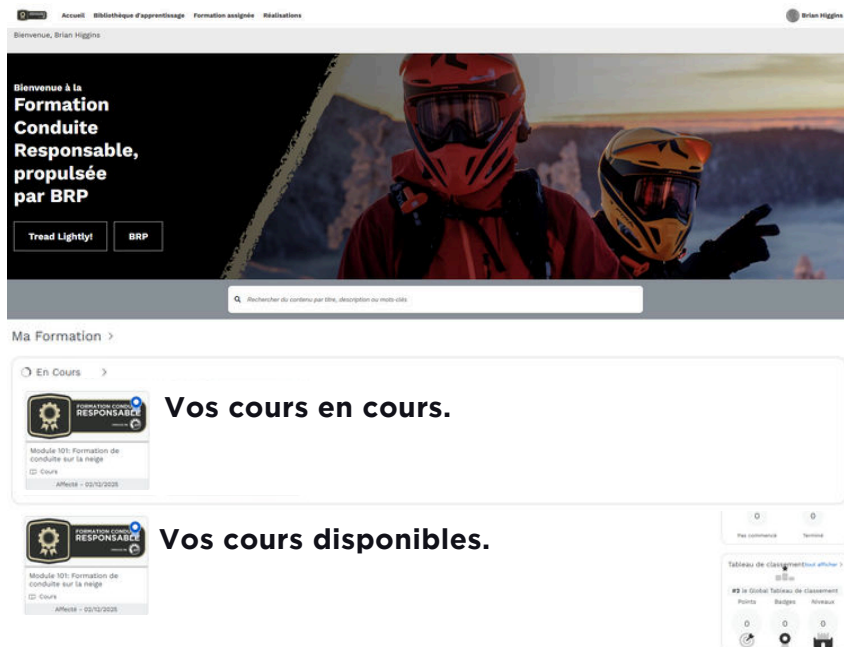 Accueil Bibliothèque d'apprentissage Formation assignée Réalisations Brian Higgins
Bienvenue, Brian Higgins
Bienvenue à la
Formation
Conduite
Responsable,
propulsée
par BRP
Tread Lightly! BRP
Rechercher du contenu par titre, description ou mots-clés
Ma Formation >
En Cours >
FORMATION CONDUITE
RESPONSABLE
Vos cours en cours.
Module 101: Formation de
conduite sur la neige
Cours
Affecté - 02/12/2025
FORMATION CONDUITE
RESPONSABLE
Vos cours disponibles.
Module 101: Formation de
conduite sur la neige
Cours
Affecté - 02/12/2025
0 0
Pas commencé Terminé
Tableau de classement tout afficher >
#3 le Global Tableau de classement
Points Badges Niveaux
0 0 0